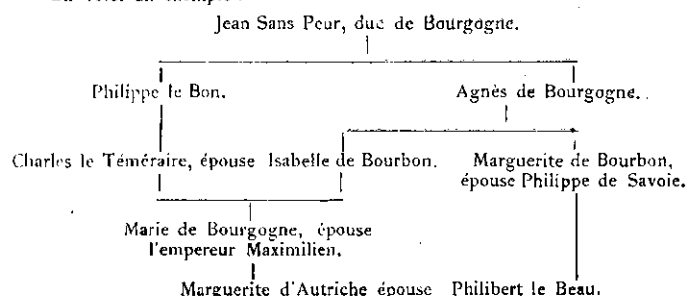 Jean Sans Peur, duc de Bourgogne.
Philippe le Bon. Agnès de Bourgogne.
Charles le Téméraire, épouse Isabelle de Bourbon. Marguerite de Bourbon,
épouse Philippe de Savoie.
Marie de Bourgogne, épouse
l'empereur Maximilien.
Marguerite d'Autriche épouse Philibert le Beau.